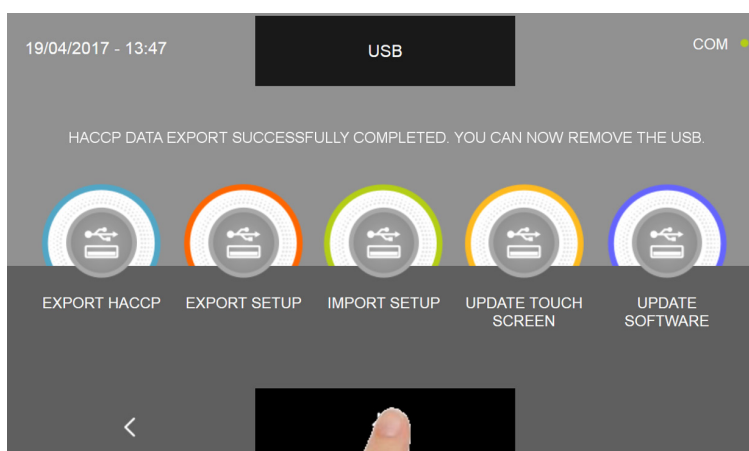 19/04/2017 - 13:47
USB
COM
HACCP DATA EXPORT SUCCESSFULLY COMPLETED. YOU CAN NOW REMOVE THE USB.
EXPORT HACCP
EXPORT SETUP
IMPORT SETUP
UPDATE TOUCH
SCREEN
UPDATE
SOFTWARE